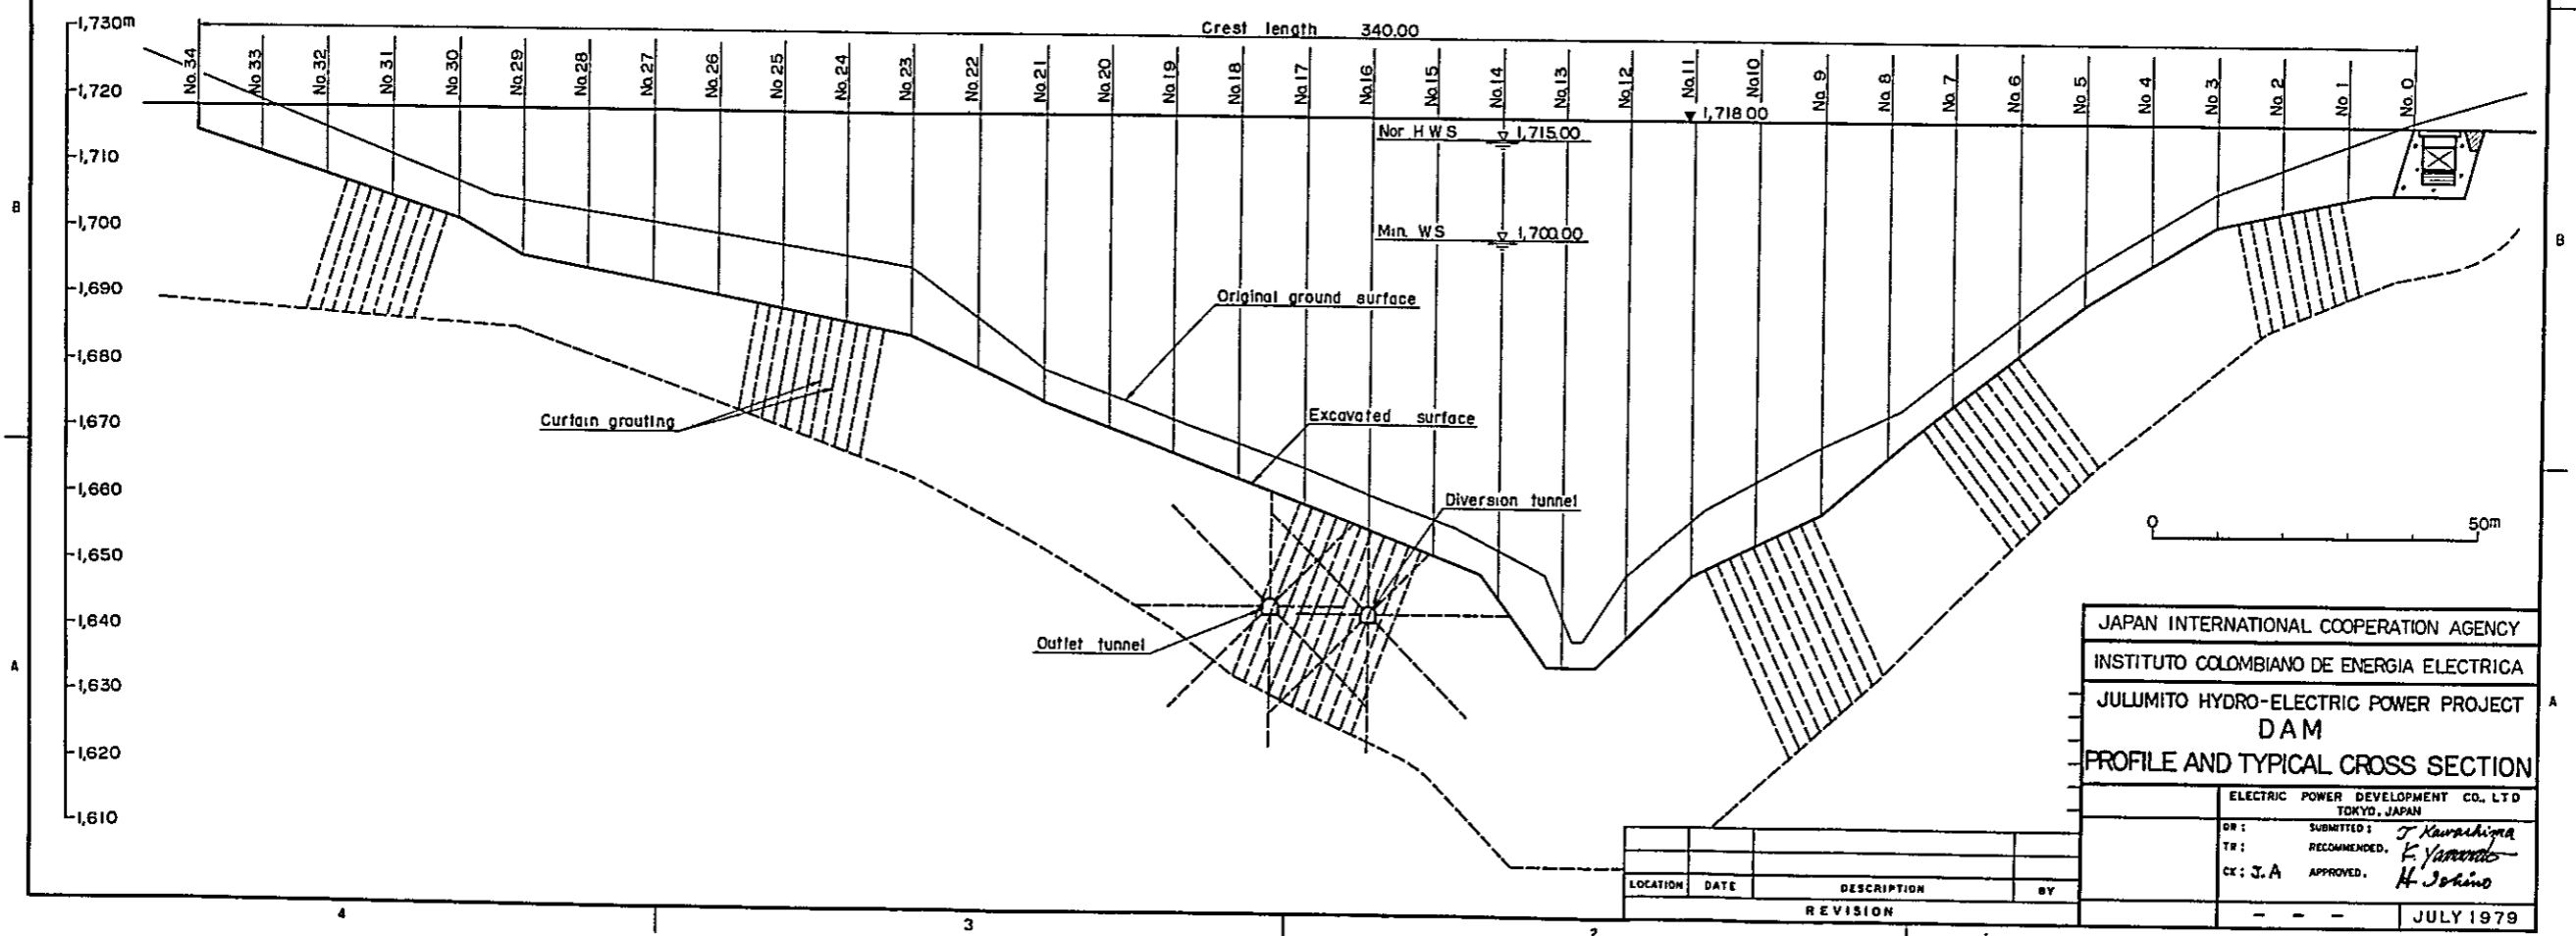 Crest length 340.00
1,730m
1,720
1,710
1,700
1,690
1,680
1,670
1,660
1,650
1,640
1,630
1,620
1,610
No.34
No.33
No.32
No.31
No.30
No.29
No.28
No.27
No.26
No.25
No.24
No.23
No.22
No.21
No.20
No.19
No.18
No.17
No.16
No.15
No.14
No.13
No.12
No.11
No10
No.9
No.8
No.7
No.6
No.5
No.4
No.3
No.2
No.1
No.0
1,718.00
Nor. H W S 1,715.00
Min. WS 1,700.00
Original ground surface
Excavated surface
Curtain grouting
Diversion tunnel
Outlet tunnel
0 50m
B
B
A
A
4
3
2
JAPAN INTERNATIONAL COOPERATION AGENCY
INSTITUTO COLOMBIANO DE ENERGIA ELECTRICA
JULUMITO HYDRO-ELECTRIC POWER PROJECT
DAM
PROFILE AND TYPICAL CROSS SECTION
ELECTRIC POWER DEVELOPMENT CO., LTD
TOKYO, JAPAN
DR: SUBMITTED: T Kawashima
TR: RECOMMENDED.
CK: J.A APPROVED. H. Ishino
JULY 1979
LOCATION DATE DESCRIPTION BY
REVISION